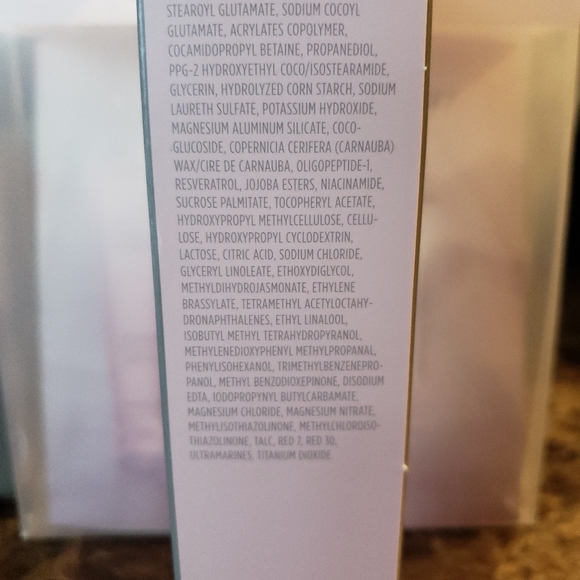 STEAROYL GLUTAMATE, SODIUM COCOYL
GLUTAMATE, ACRYLATES COPOLYMER,
COCAMIDOPROPYL BETAINE, PROPANEDIOL,
PPG-2 HYDROXYETHYL COCO/ISOSTEARAMIDE,
GLYCERIN, HYDROLYZED CORN STARCH, SODIUM
LAURETH SULFATE, POTASSIUM HYDROXIDE,
MAGNESIUM ALUMINUM SILICATE, COCO-
GLUCOSIDE, COPERNICIA CERIFERA (CARNAUBA)
WAX/CIRE DE CARNAUBA, OLIGOPEPTIDE-1,
RESVERATROL, JOJOBA ESTERS, NIACINAMIDE,
SUCROSE PALMITATE, TOCOPHERYL ACETATE,
HYDROXYPROPYL METHYLCELLULOSE, CELLU-
LOSE, HYDROXYPROPYL CYCLODEXTRIN,
LACTOSE, CITRIC ACID, SODIUM CHLORIDE,
GLYCERYL LINOLEATE, ETHOXYDIGLYCOL,
METHYLDIHYDROJASMONATE, ETHYLENE
BRASSYLATE, TETRAMETHYL ACETYLOCTAHY-
DRONAPHTHALENES, ETHYL LINALOOL,
ISOBUTYL METHYL TETRAHYDROPYRANOL,
METHYLENEDIOXYPHENYL METHYLPROPANAL,
PHENYLISOHEXANOL, TRIMETHYLBENZENEPRO-
PANOL, METHYL BENZODIOXEPINONE, DISODIUM
EDTA, IODOPROPYNYL BUTYLCARBAMATE,
MAGNESIUM CHLORIDE, MAGNESIUM NITRATE,
METHYLISOTHIAZOLINONE, METHYLCHLOROISO-
THIAZOLINONE, TALC, RED 7, RED 30,
ULTRAMARINES, TITANIUM DIOXIDE